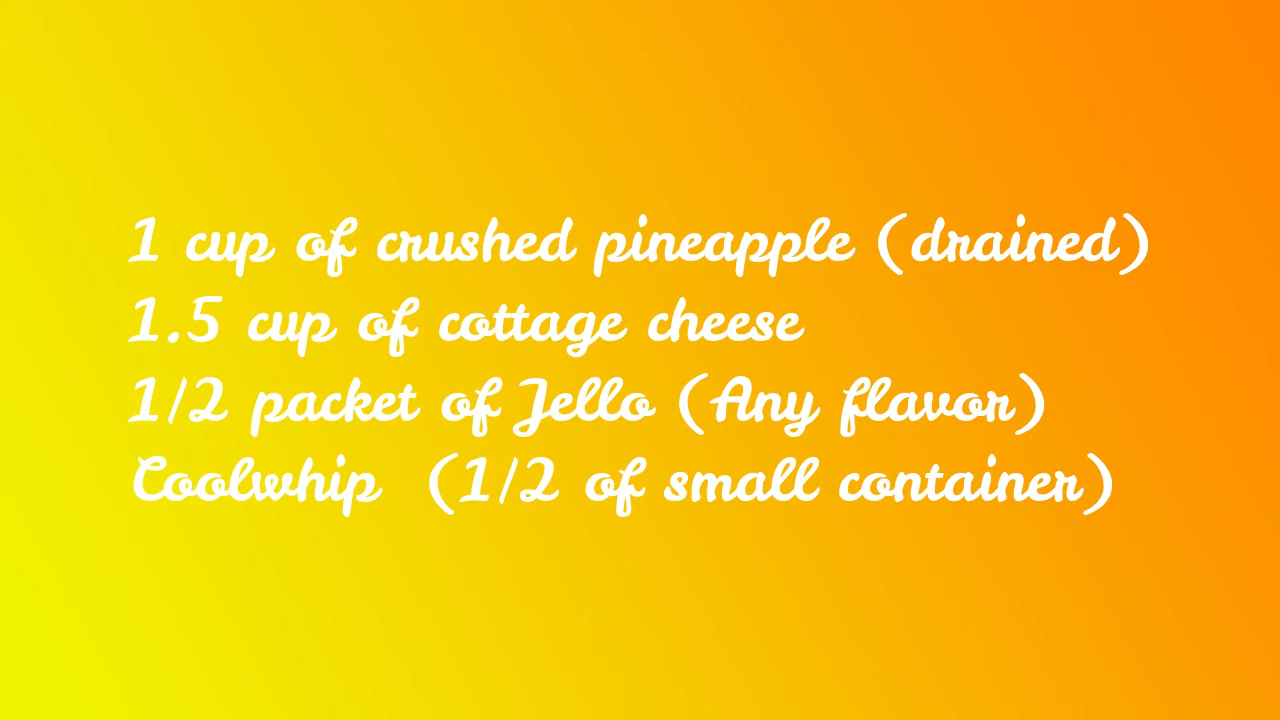 1 cup of crushed pineapple (drained)
1.5 cup of cottage cheese
1/2 packet of Jello (Any flavor)
Coolwhip  (1/2 of small container)